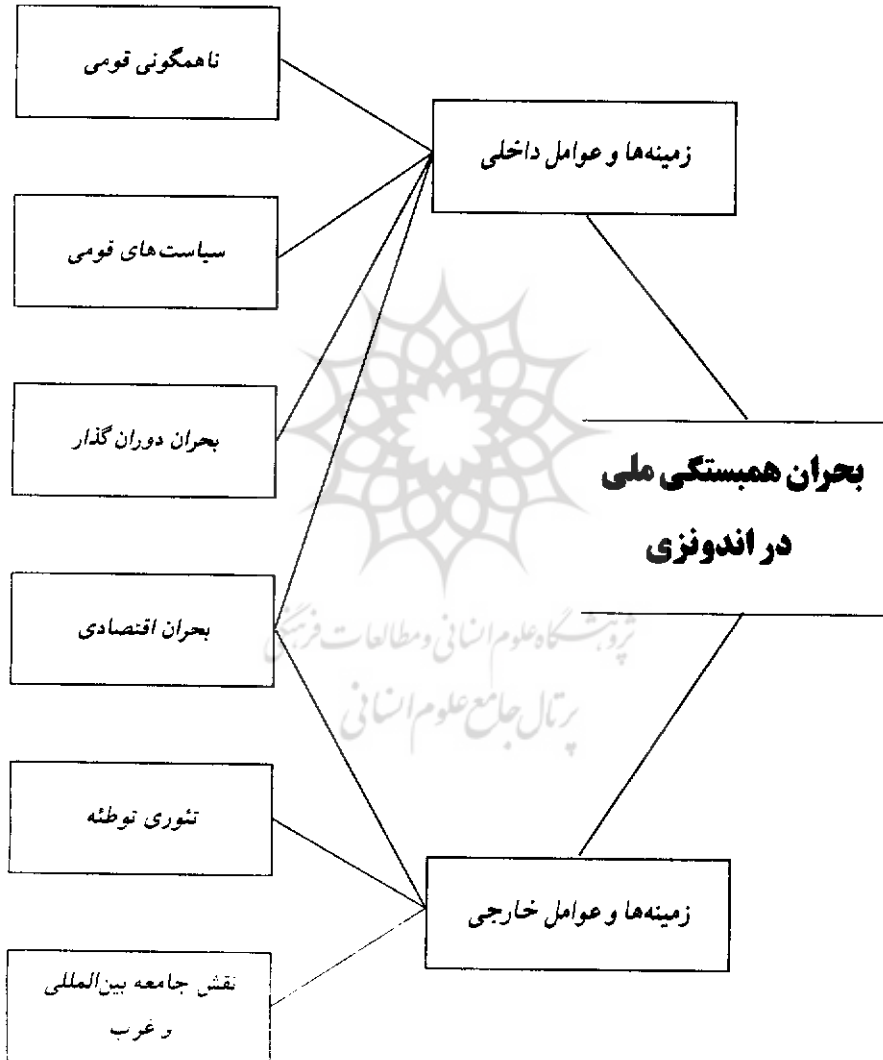 ناهمگونی قومی
زمینه‌ها و عوامل داخلی
سیاست‌های قومی
بحران دوران گذار
بحران همبستگی ملی
در اندونزی
بحران اقتصادی
پژوهشگاه علوم انسانی و مطالعات فرهنگی
پرتال جامع علوم انسانی
تئوری توطئه
زمینه‌ها و عوامل خارجی
نقش جامعه بین‌المللی
و غرب